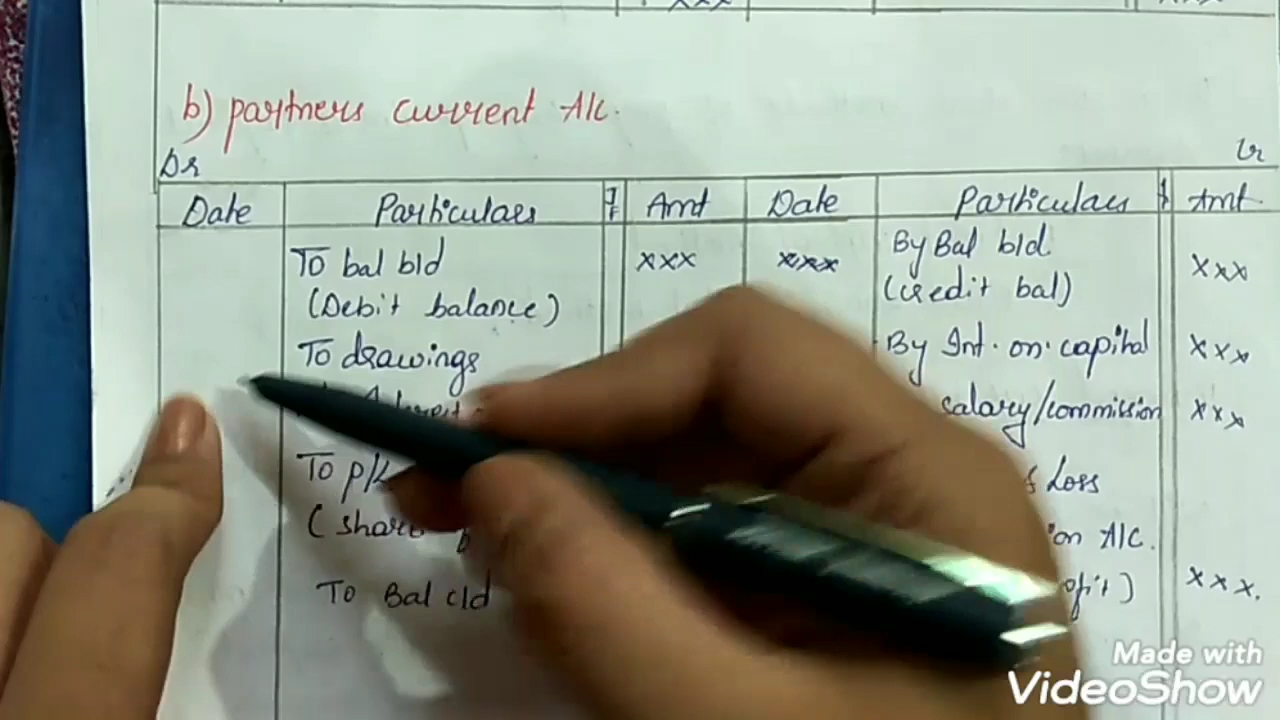 xxx
b) partners current A/c.
Dr Cr
Date Particulars J F Amt Date Particulars Amt
To bal b/d xxx xxx By Bal b/d xxx
(Debit balance) (credit bal)
To drawings By Int. on. capital xxx
salary/commission xxx
To P/L Loss
(share on A/c.
To Bal c/d xxx.
Made with
VideoShow